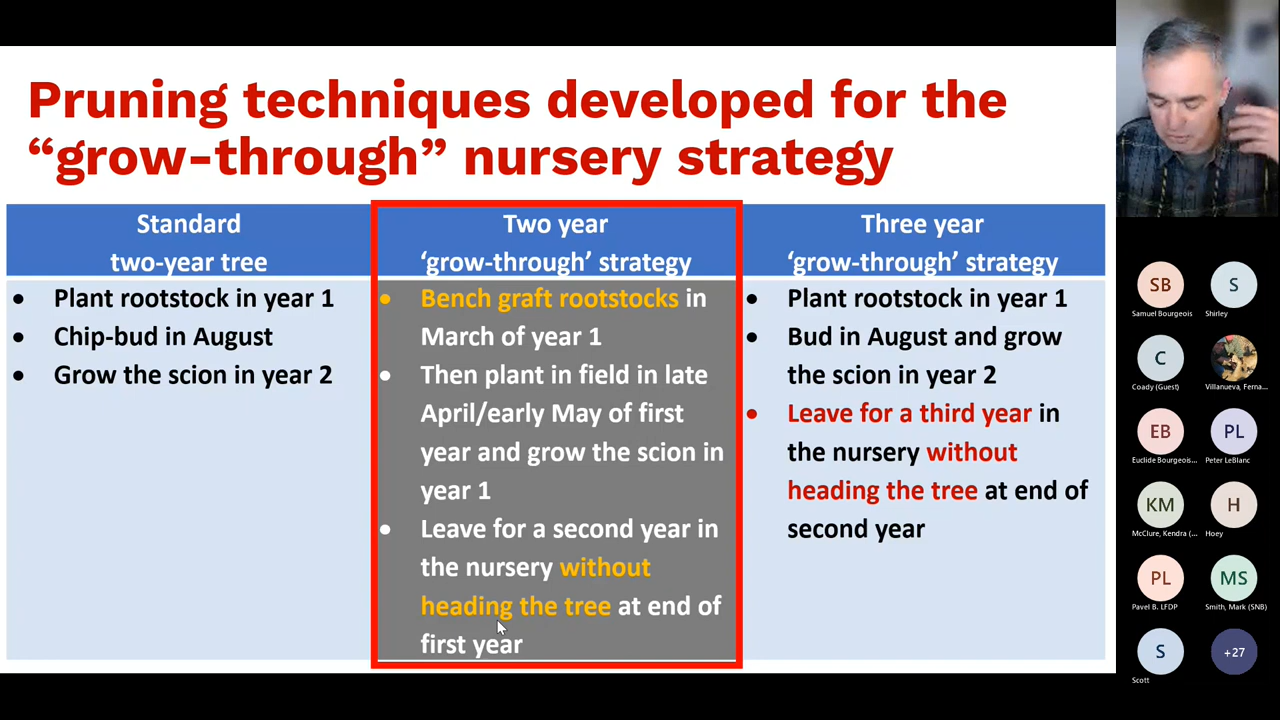 Pruning techniques developed for the
“grow-through” nursery strategy
Standard
two-year tree
• Plant rootstock in year 1
• Chip-bud in August
• Grow the scion in year 2
Two year
‘grow-through’ strategy
• Bench graft rootstocks in
March of year 1
• Then plant in field in late
April/early May of first
year and grow the scion in
year 1
• Leave for a second year in
the nursery without
heading the tree at end of
first year
Three year
‘grow-through’ strategy
• Plant rootstock in year 1
• Bud in August and grow
the scion in year 2
• Leave for a third year in
the nursery without
heading the tree at end of
second year
SB
Samuel Bourgeois
S
Shirley
C
Coady (Guest)
Villanueva, Ferna...
EB
Euclide Bourgeois...
PL
Peter LeBlanc
KM
McClure, Kendra (...
H
Hoey
PL
Pavel B. LFDP
MS
Smith, Mark (SNB)
S
Scott
+27